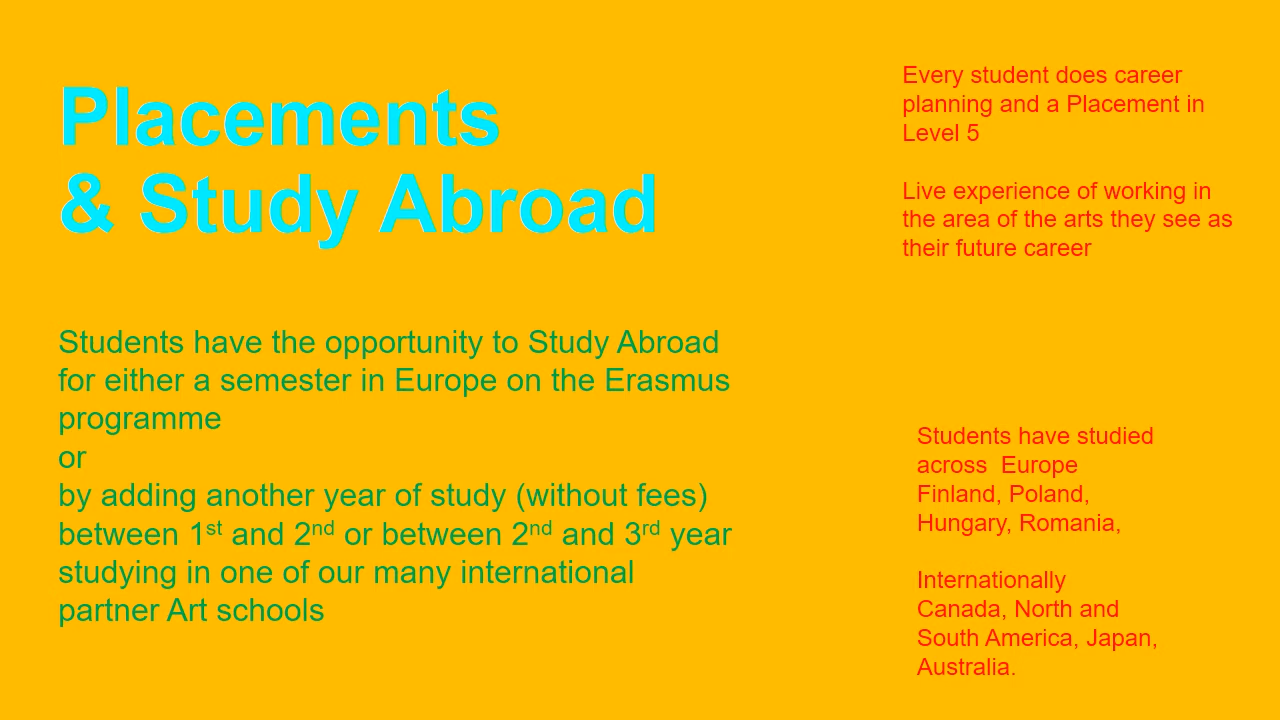 Placements
& Study Abroad
Students have the opportunity to Study Abroad
for either a semester in Europe on the Erasmus
programme
or
by adding another year of study (without fees)
between 1st and 2nd or between 2nd and 3rd year
studying in one of our many international
partner Art schools
Every student does career
planning and a Placement in
Level 5
Live experience of working in
the area of the arts they see as
their future career
Students have studied
across  Europe
Finland, Poland,
Hungary, Romania,
Internationally
Canada, North and
South America, Japan,
Australia.